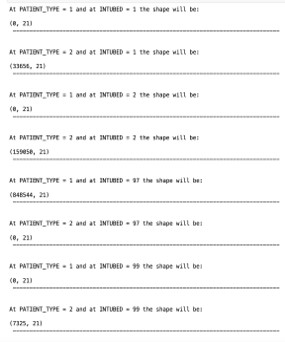 At PATIENT_TYPE = 1 and at INTUBED = 1 the shape will be:
(0, 21)
At PATIENT_TYPE = 2 and at INTUBED = 1 the shape will be:
(33656, 21)
At PATIENT_TYPE = 1 and at INTUBED = 2 the shape will be:
(0, 21)
At PATIENT_TYPE = 2 and at INTUBED = 2 the shape will be:
(159050, 21)
At PATIENT_TYPE = 1 and at INTUBED = 97 the shape will be:
(848544, 21)
At PATIENT_TYPE = 2 and at INTUBED = 97 the shape will be:
(0, 21)
At PATIENT_TYPE = 1 and at INTUBED = 99 the shape will be:
(0, 21)
At PATIENT_TYPE = 2 and at INTUBED = 99 the shape will be:
(7325, 21)